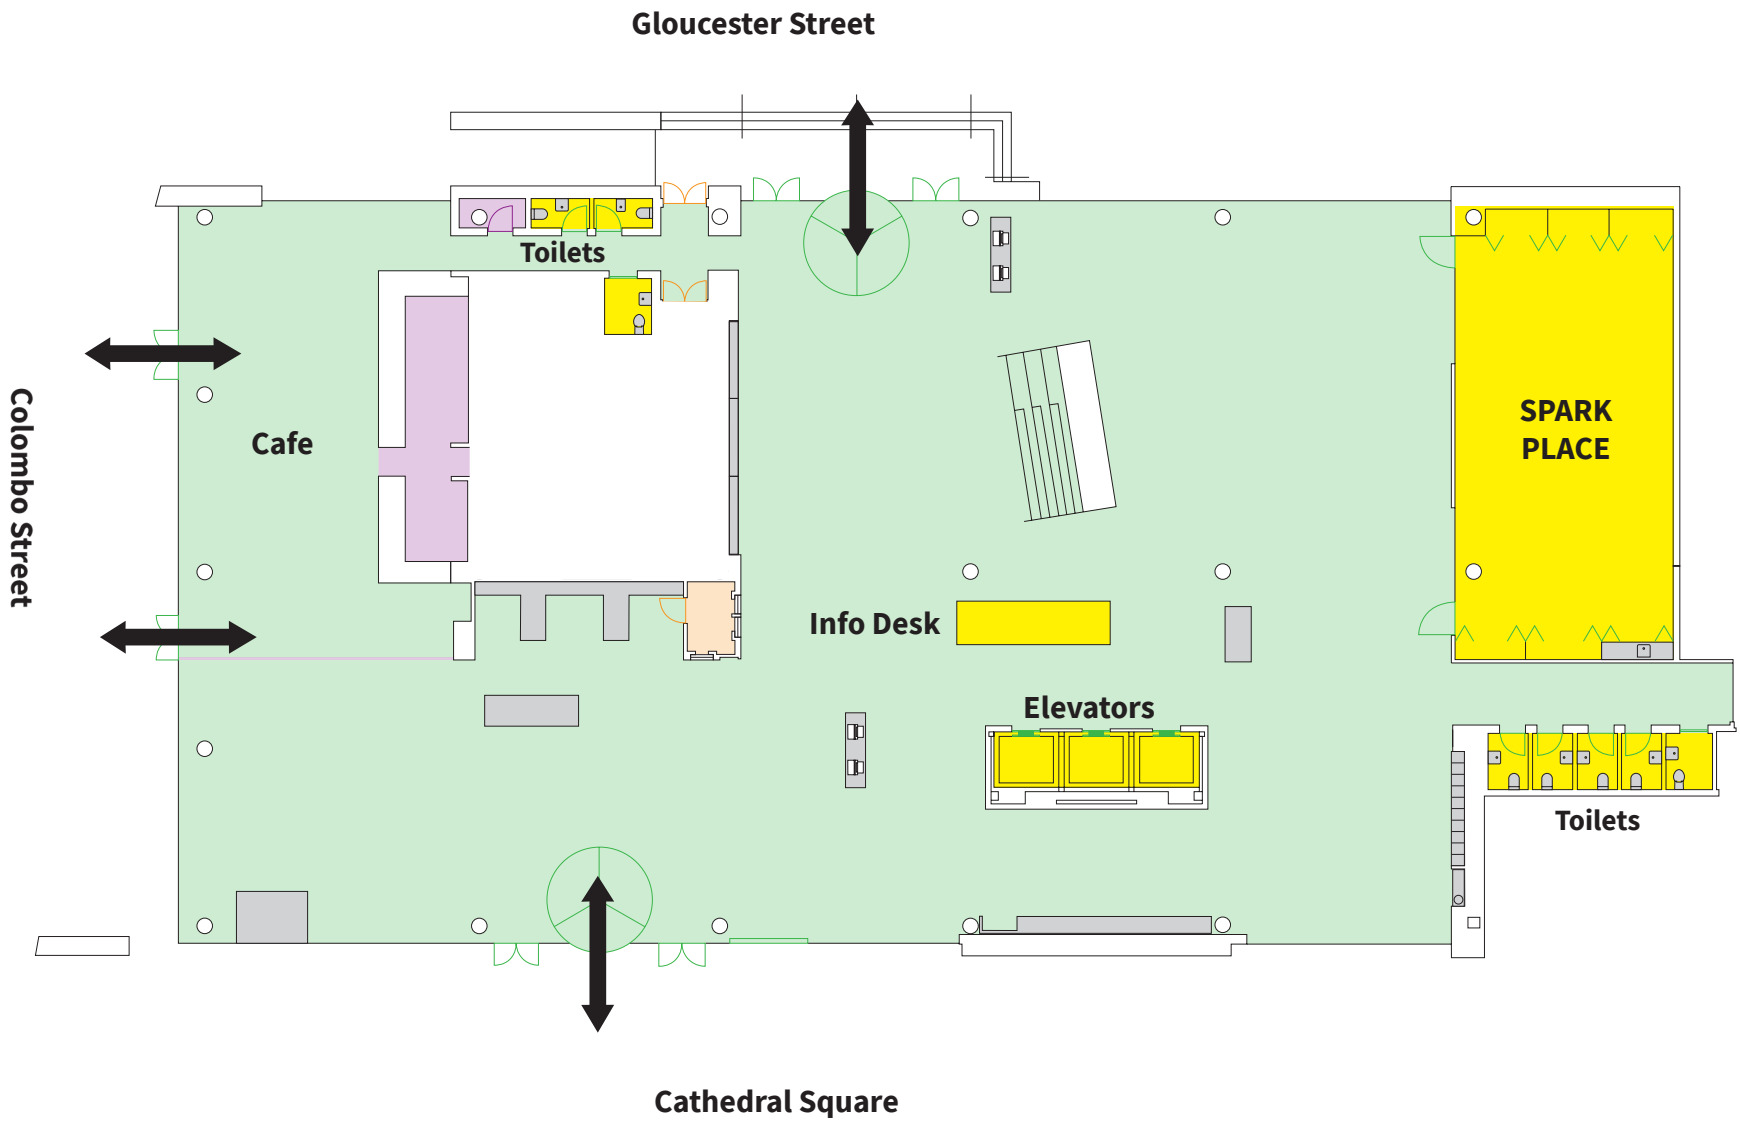 Gloucester Street
Toilets
Colombo Street
Cafe
SPARK
PLACE
Info Desk
Elevators
Toilets
Cathedral Square